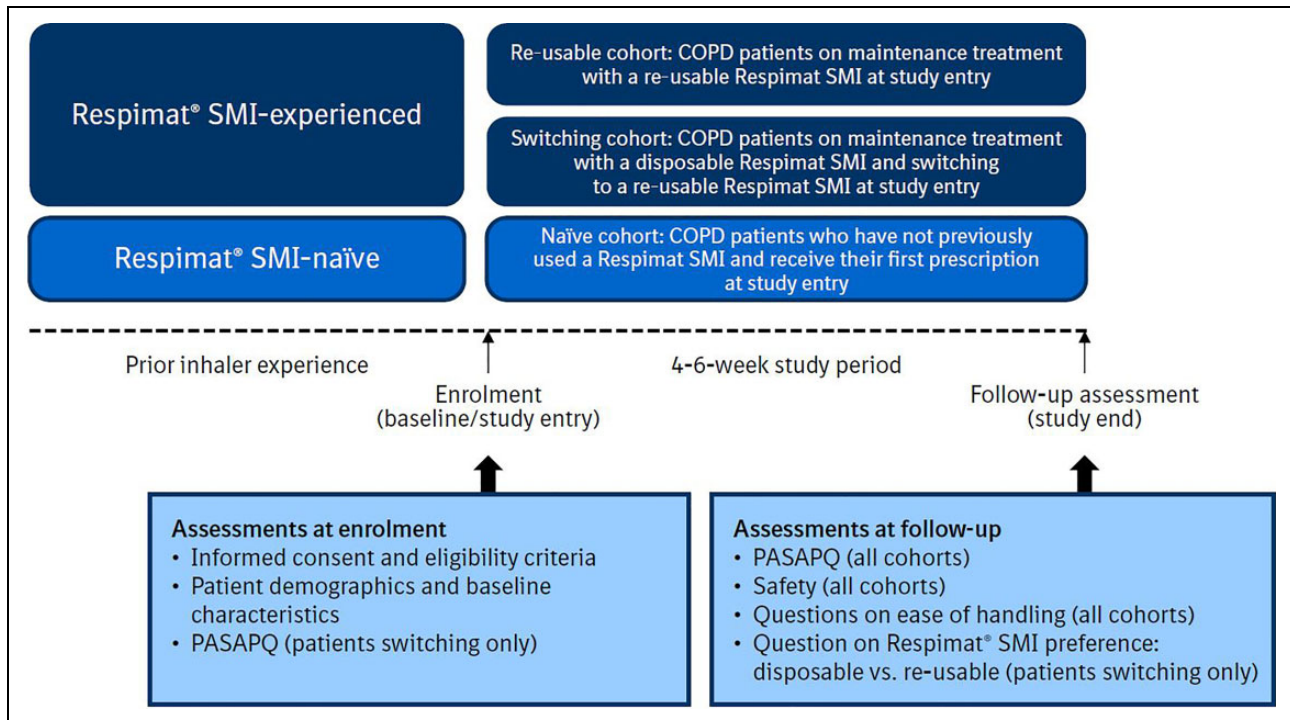 Respimat® SMI-experienced
Re-usable cohort: COPD patients on maintenance treatment
with a re-usable Respimat SMI at study entry
Switching cohort: COPD patients on maintenance treatment
with a disposable Respimat SMI and switching
to a re-usable Respimat SMI at study entry
Respimat® SMI-naïve
Naïve cohort: COPD patients who have not previously
used a Respimat SMI and receive their first prescription
at study entry
Prior inhaler experience
4-6-week study period
Enrolment
(baseline/study entry)
Follow-up assessment
(study end)
Assessments at enrolment
• Informed consent and eligibility criteria
• Patient demographics and baseline
characteristics
• PASAPQ (patients switching only)
Assessments at follow-up
• PASAPQ (all cohorts)
• Safety (all cohorts)
• Questions on ease of handling (all cohorts)
• Question on Respimat® SMI preference:
disposable vs. re-usable (patients switching only)